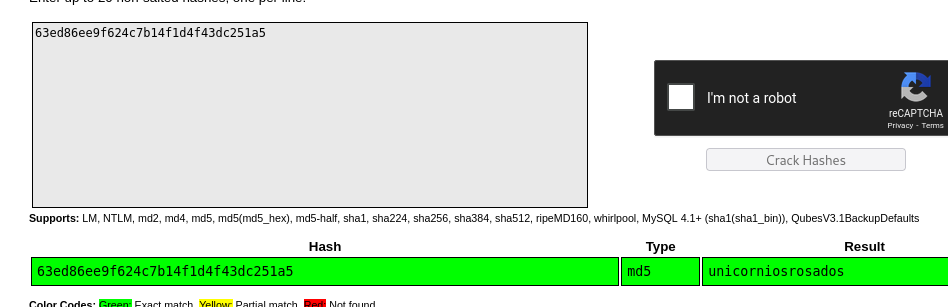 Enter up to 20 non-salted hashes, one per line:
63ed86ee9f624c7b14f1d4f43dc251a5
I'm not a robot
reCAPTCHA
Privacy - Terms
Crack Hashes
Supports: LM, NTLM, md2, md4, md5, md5(md5_hex), md5-half, sha1, sha224, sha256, sha384, sha512, ripeMD160, whirlpool, MySQL 4.1+ (sha1(sha1_bin)), QubesV3.1BackupDefaults
Hash Type Result
63ed86ee9f624c7b14f1d4f43dc251a5 md5 unicorniosrosados
Color Codes: Green: Exact match, Yellow: Partial match, Red: Not found.